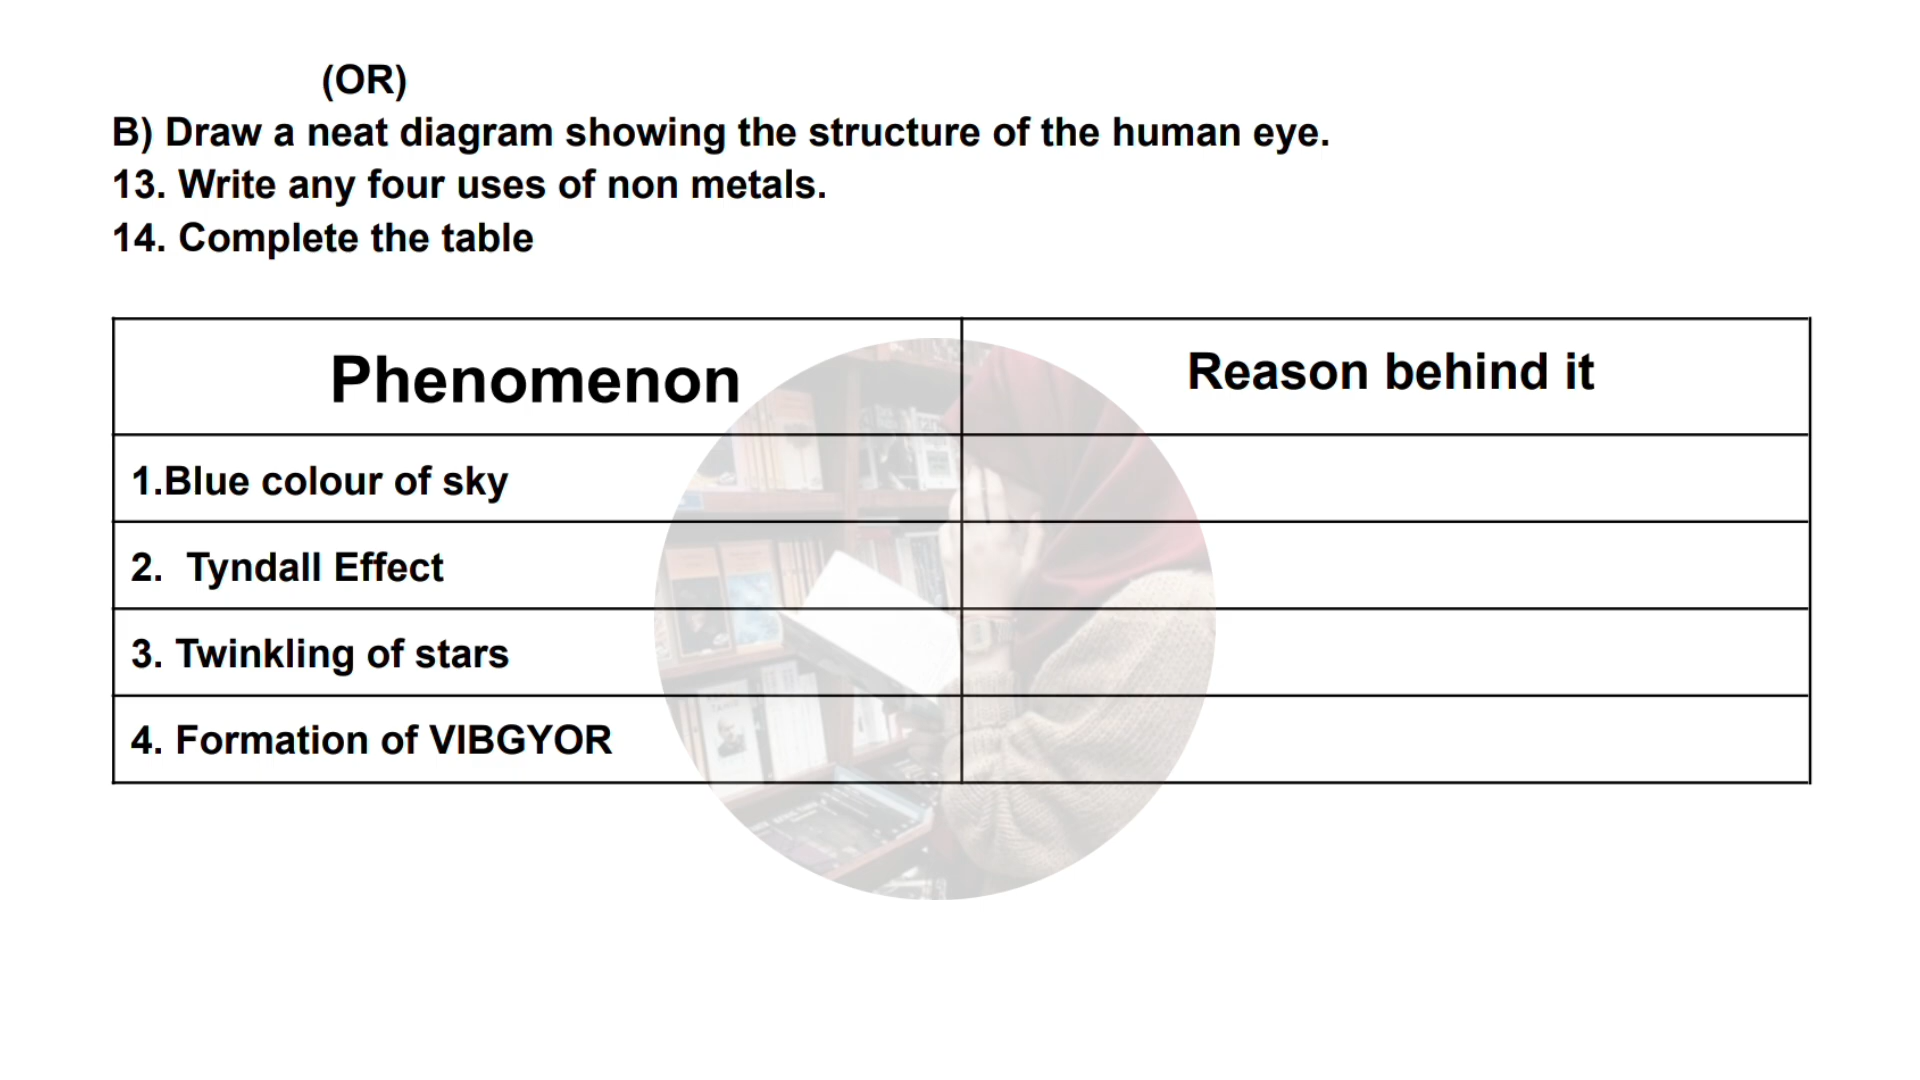 (OR)
B) Draw a neat diagram showing the structure of the human eye.
13. Write any four uses of non metals.
14. Complete the table
Phenomenon Reason behind it
1.Blue colour of sky
2. Tyndall Effect
3. Twinkling of stars
4. Formation of VIBGYOR